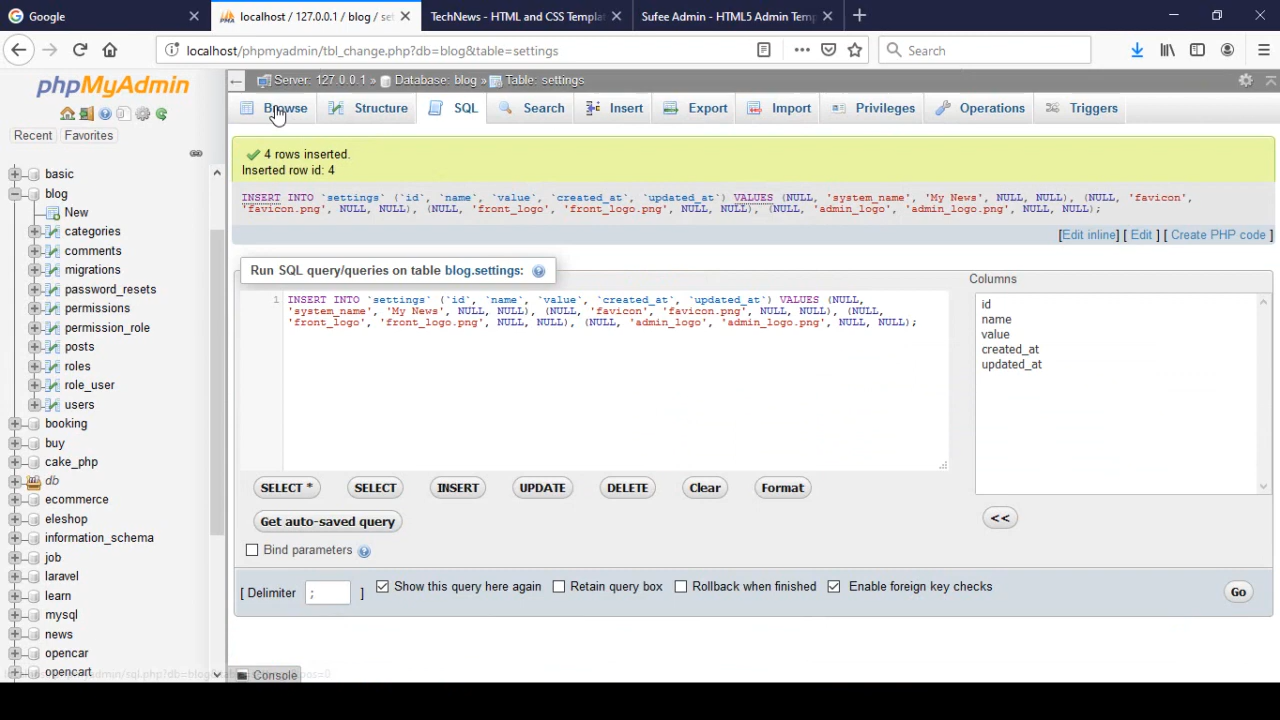 Google
localhost / 127.0.0.1 / blog / set
TechNews - HTML and CSS Templat
Sufee Admin - HTML5 Admin Temp
localhost/phpmyadmin/tbl_change.php?db=blog&table=settings
Search
phpMyAdmin
Recent
Favorites
basic
blog
New
categories
comments
migrations
password_resets
permissions
permission_role
posts
roles
role_user
users
booking
buy
cake_php
db
ecommerce
eleshop
information_schema
job
laravel
learn
mysql
news
opencar
opencart
Server: 127.0.0.1 » Database: blog » Table: settings
Browse
Structure
SQL
Search
Insert
Export
Import
Privileges
Operations
Triggers
4 rows inserted.
Inserted row id: 4
INSERT INTO `settings` (`id`, `name`, `value`, `created_at`, `updated_at`) VALUES (NULL, 'system_name', 'My News', NULL, NULL), (NULL, 'favicon',
'favicon.png', NULL, NULL), (NULL, 'front_logo', 'front_logo.png', NULL, NULL), (NULL, 'admin_logo', 'admin_logo.png', NULL, NULL);
[Edit inline] [ Edit ] [ Create PHP code ]
Run SQL query/queries on table blog.settings:
1
INSERT INTO `settings` (`id`, `name`, `value`, `created_at`, `updated_at`) VALUES (NULL,
'system_name', 'My News', NULL, NULL), (NULL, 'favicon', 'favicon.png', NULL, NULL), (NULL,
'front_logo', 'front_logo.png', NULL, NULL), (NULL, 'admin_logo', 'admin_logo.png', NULL, NULL);
Columns
id
name
value
created_at
updated_at
SELECT *
SELECT
INSERT
UPDATE
DELETE
Clear
Format
<<
Get auto-saved query
Bind parameters
[ Delimiter ; ]
Show this query here again
Retain query box
Rollback when finished
Enable foreign key checks
Go
Console